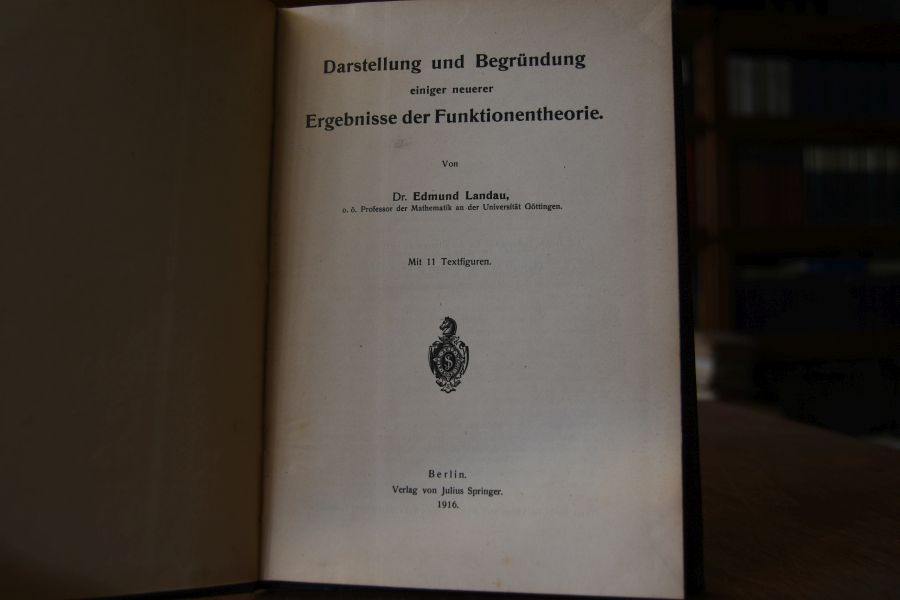 Darstellung und Begründung
einiger neuerer
Ergebnisse der Funktionentheorie.
Von
Dr. Edmund Landau,
o. ö. Professor der Mathematik an der Universität Göttingen.
Mit 11 Textfiguren.
Berlin.
Verlag von Julius Springer.
1916.